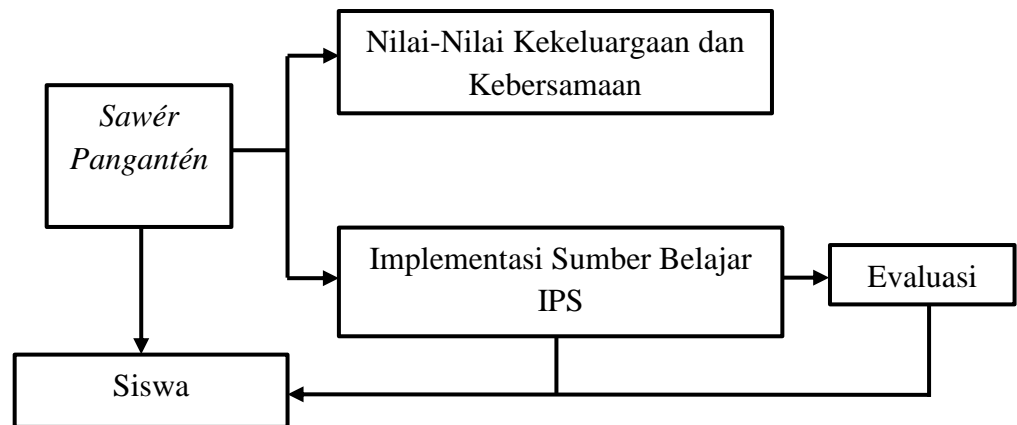 Nilai-Nilai Kekeluargaan dan
Kebersamaan
Sawér
Pangantén
Implementasi Sumber Belajar
IPS
Evaluasi
Siswa